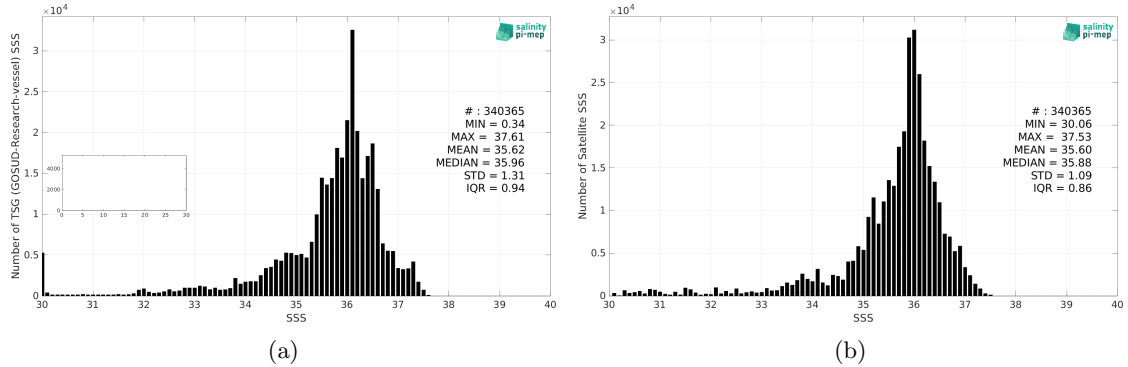 ×10⁴
salinity
pi-mep
Number of TSG (GOSUD-Research-vessel) SSS
3
2.5
2
1.5
1
0.5
0
# : 340365
MIN = 0.34
MAX = 37.61
MEAN = 35.62
MEDIAN = 35.96
STD = 1.31
IQR = 0.94
4000
2000
0
0 5 10 15 20 25 30
30 31 32 33 34 35 36 37 38 39 40
SSS
(a)
×10⁴
salinity
pi-mep
Number of Satellite SSS
3
2.5
2
1.5
1
0.5
0
# : 340365
MIN = 30.06
MAX = 37.53
MEAN = 35.60
MEDIAN = 35.88
STD = 1.09
IQR = 0.86
30 31 32 33 34 35 36 37 38 39 40
SSS
(b)